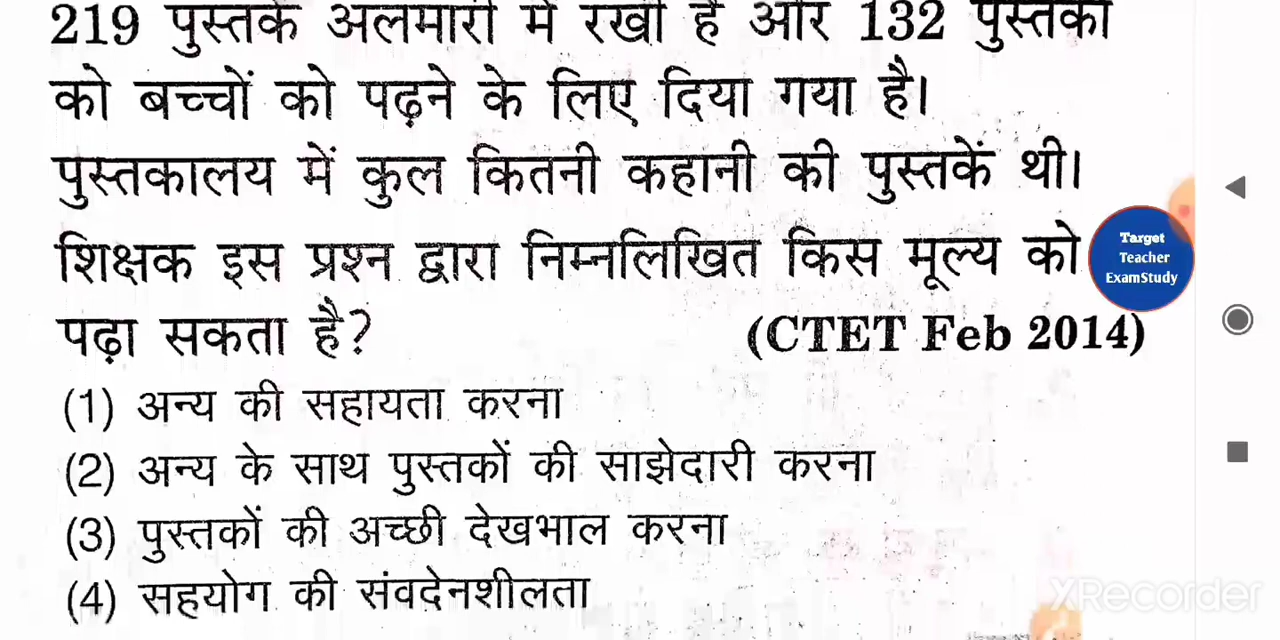 219 पुस्तकें अलमारी में रखी हैं और 132 पुस्तकों
को बच्चों को पढ़ने के लिए दिया गया है।
पुस्तकालय में कुल कितनी कहानी की पुस्तकें थी।
शिक्षक इस प्रश्न द्वारा निम्नलिखित किस मूल्य को
पढ़ा सकता है? (CTET Feb 2014)
(1) अन्य की सहायता करना
(2) अन्य के साथ पुस्तकों की साझेदारी करना
(3) पुस्तकों की अच्छी देखभाल करना
(4) सहयोग की संवदेनशीलता
Target
Teacher
ExamStudy
XRecorder